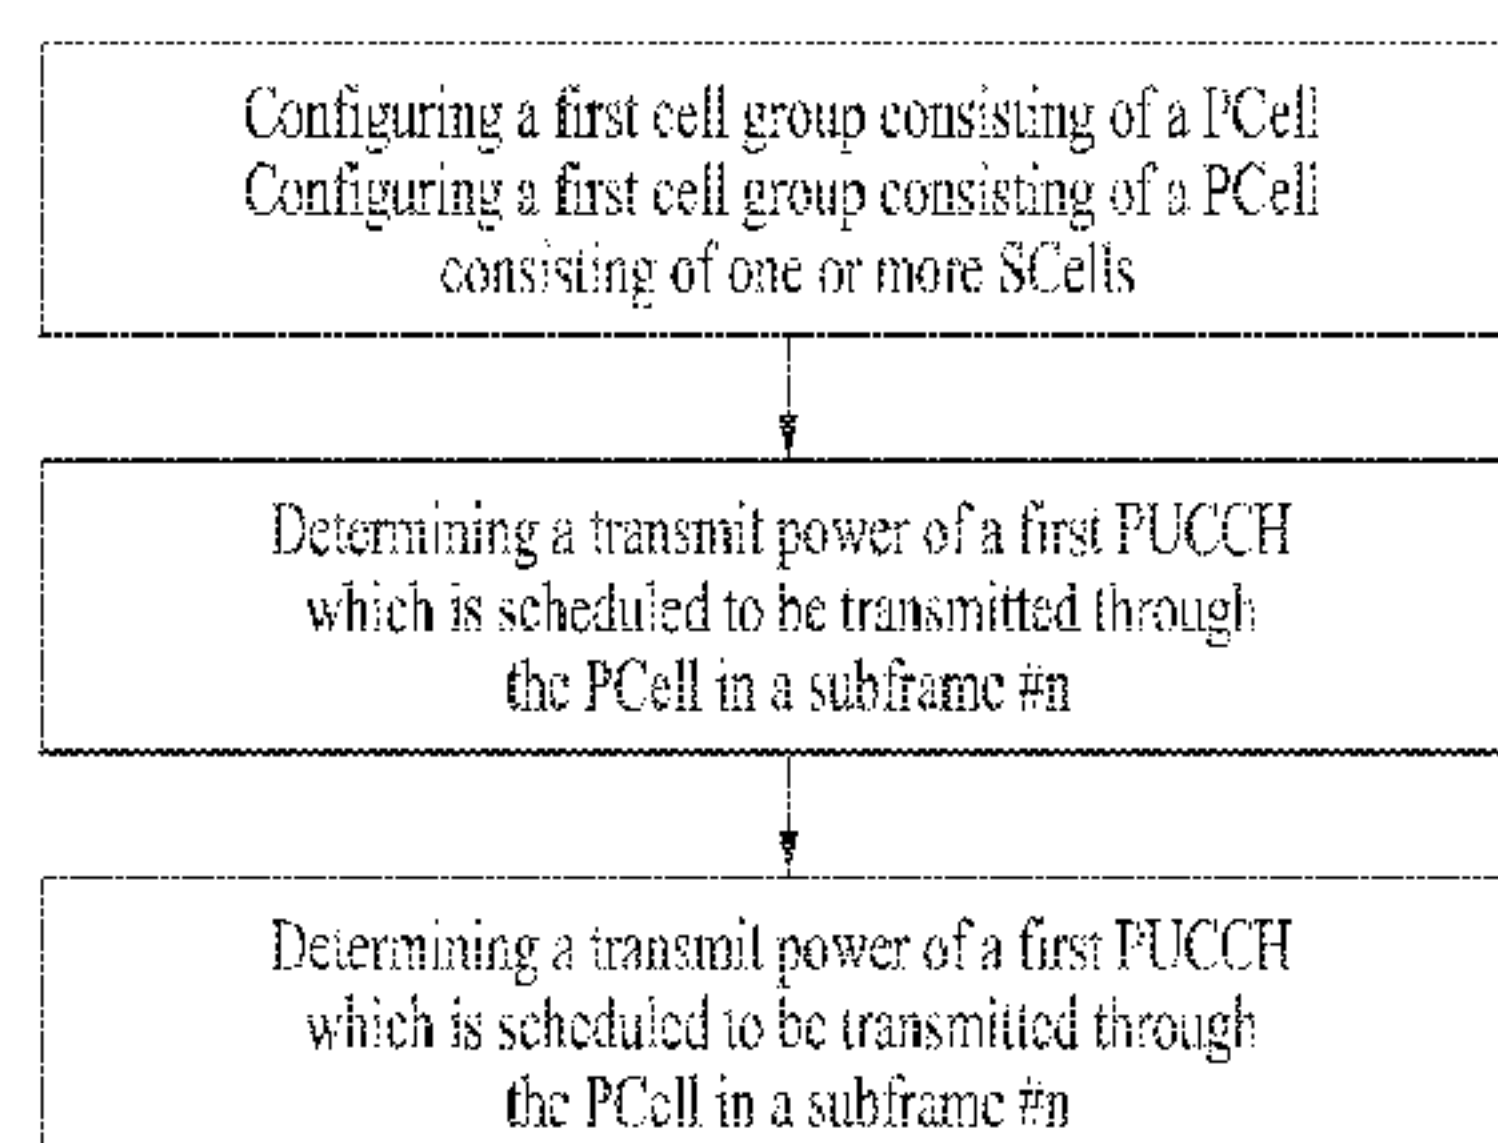 Configuring a first cell group consisting of a PCell
Configuring a first cell group consisting of a PCell
consisting of one or more SCells
Determining a transmit power of a first PUCCH
which is scheduled to be transmitted through
the PCell in a subframe #n
Determining a transmit power of a first PUCCH
which is scheduled to be transmitted through
the PCell in a subframe #n